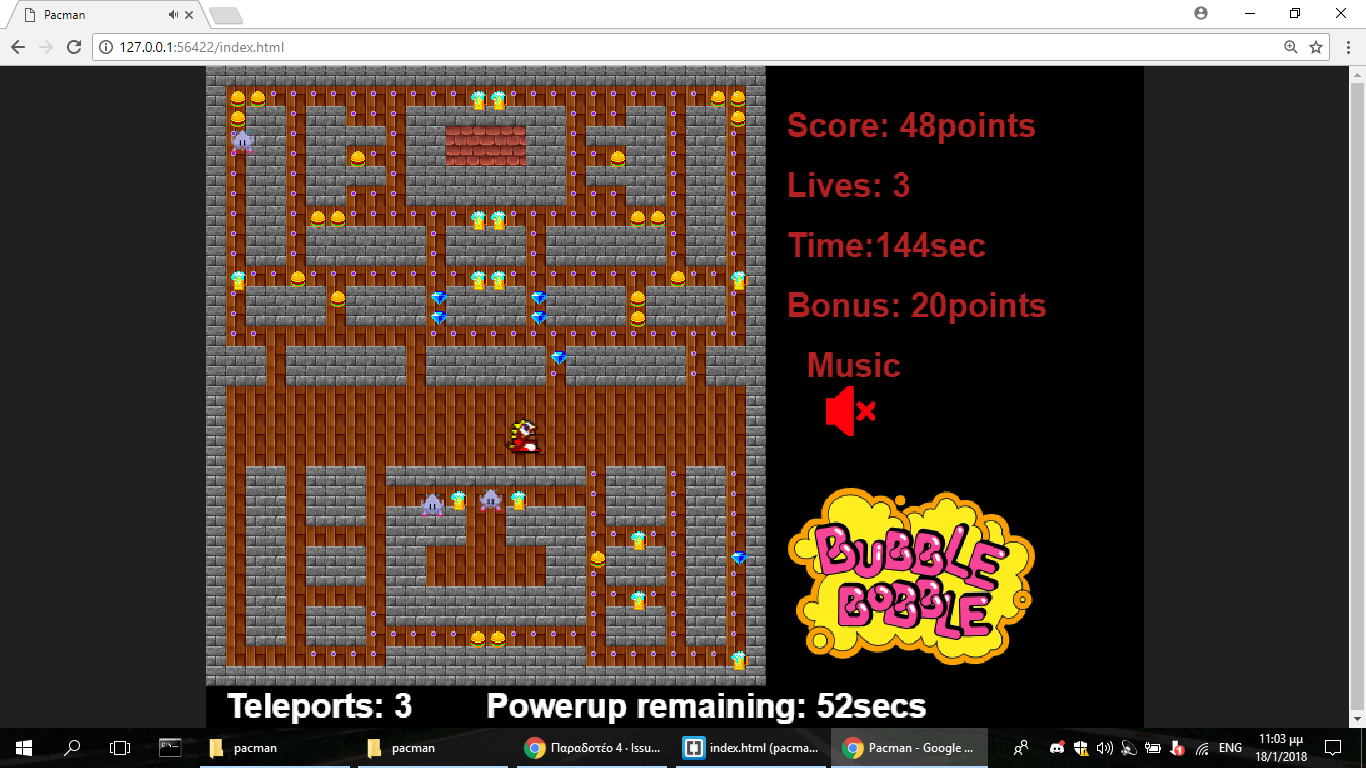 Pacman
127.0.0.1:56422/index.html
Score: 48points
Lives: 3
Time:144sec
Bonus: 20points
Music
BUBBLE
BOBBLE
Teleports: 3 Powerup remaining: 52secs
pacman
pacman
Παραδοτέο 4 · Issu...
index.html (pacma...
Pacman - Google ...
ENG
11:03 μμ
18/1/2018